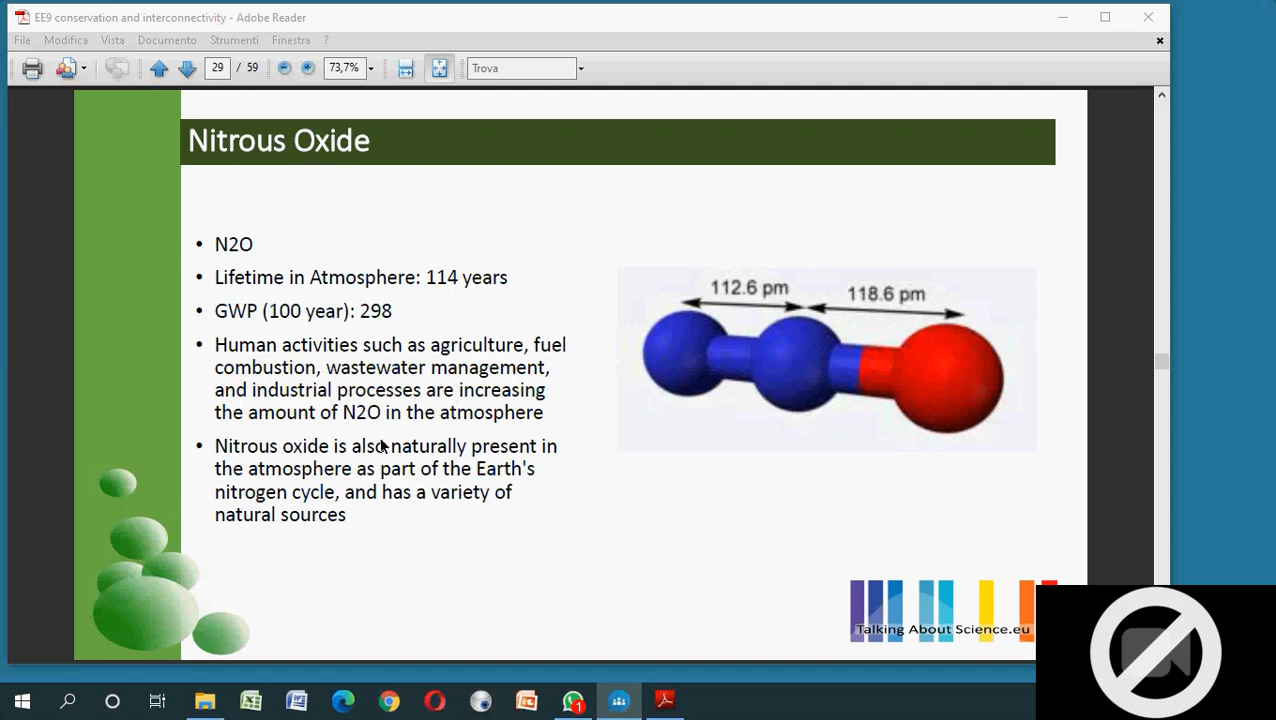 EE9 conservation and interconnectivity - Adobe Reader
File Modifica Vista Documento Strumenti Finestra ?
29 / 59 73,7% Trova
Nitrous Oxide
• N2O
• Lifetime in Atmosphere: 114 years
• GWP (100 year): 298
• Human activities such as agriculture, fuel
combustion, wastewater management,
and industrial processes are increasing
the amount of N2O in the atmosphere
• Nitrous oxide is also naturally present in
the atmosphere as part of the Earth's
nitrogen cycle, and has a variety of
natural sources
112.6 pm
118.6 pm
Talking About Science.eu
1